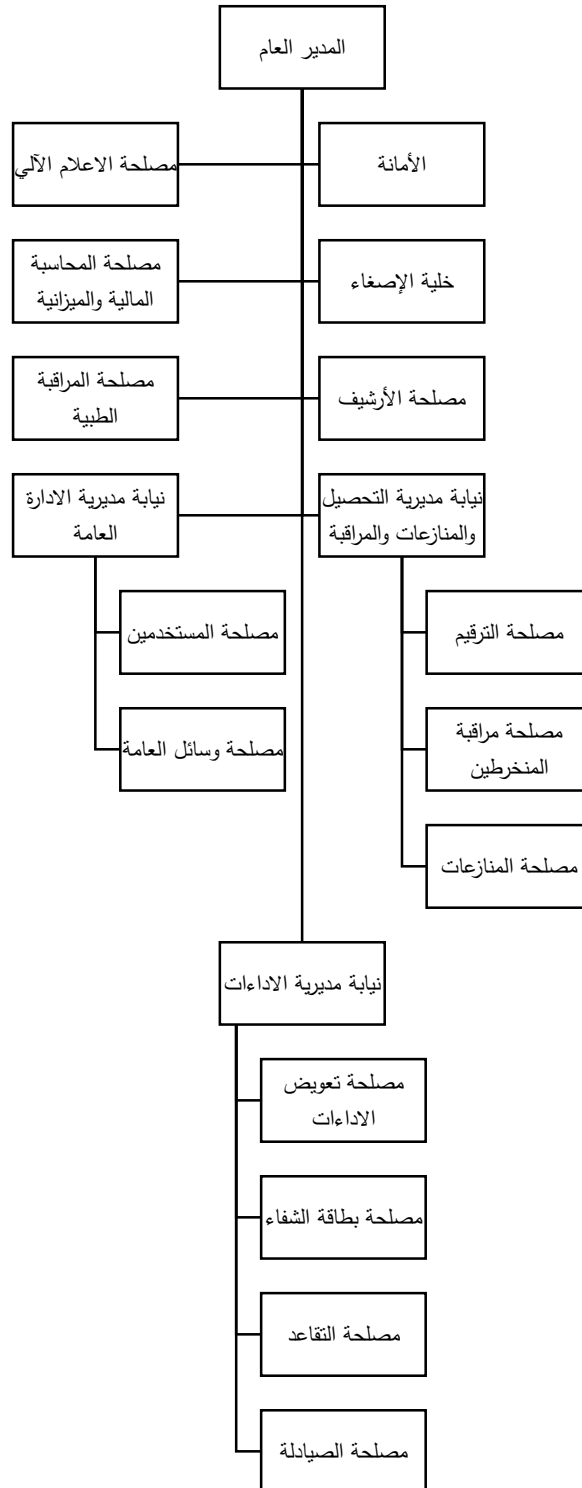 المدير العام
الأمانة
مصلحة الاعلام الآلي
خلية الإصغاء
مصلحة المحاسبة
المالية والميزانية
مصلحة الأرشيف
مصلحة المراقبة
الطبية
نيابة مديرية التحصيل
والمنازعات والمراقبة
نيابة مديرية الادارة
العامة
مصلحة الترقيم
مصلحة المستخدمين
مصلحة مراقبة
المنخرطين
مصلحة وسائل العامة
مصلحة المنازعات
نيابة مديرية الاداءات
مصلحة تعويض
الاداءات
مصلحة بطاقة الشفاء
مصلحة التقاعد
مصلحة الصيادلة